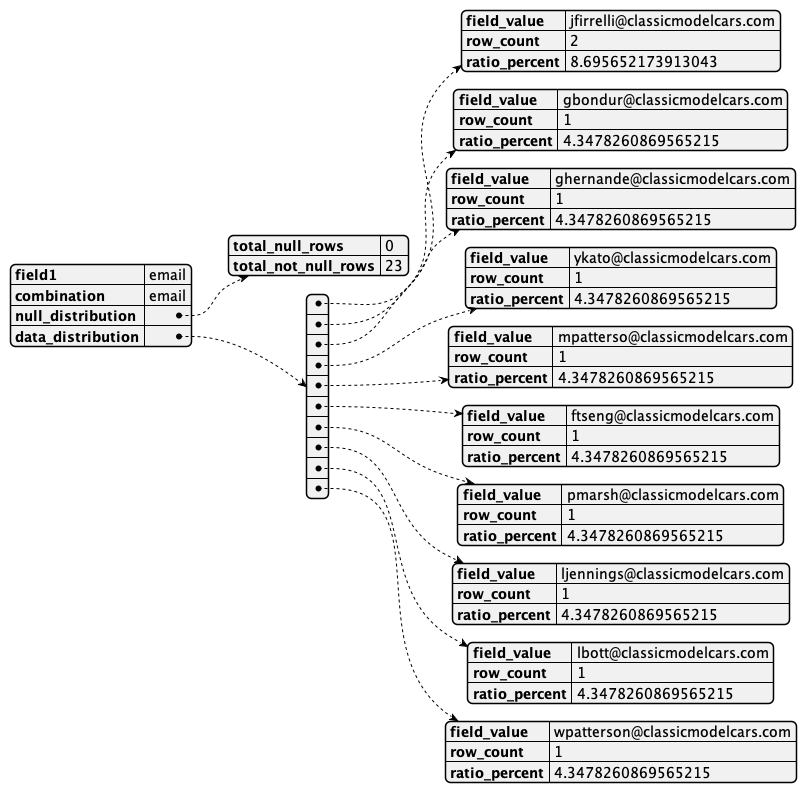 field1 email
combination email
null_distribution
data_distribution
total_null_rows 0
total_not_null_rows 23
field_value jfirrelli@classicmodelcars.com
row_count 2
ratio_percent 8.695652173913043
field_value gbondur@classicmodelcars.com
row_count 1
ratio_percent 4.3478260869565215
field_value ghernande@classicmodelcars.com
row_count 1
ratio_percent 4.3478260869565215
field_value ykato@classicmodelcars.com
row_count 1
ratio_percent 4.3478260869565215
field_value mpatterso@classicmodelcars.com
row_count 1
ratio_percent 4.3478260869565215
field_value ftseng@classicmodelcars.com
row_count 1
ratio_percent 4.3478260869565215
field_value pmarsh@classicmodelcars.com
row_count 1
ratio_percent 4.3478260869565215
field_value ljennings@classicmodelcars.com
row_count 1
ratio_percent 4.3478260869565215
field_value lbott@classicmodelcars.com
row_count 1
ratio_percent 4.3478260869565215
field_value wpatterson@classicmodelcars.com
row_count 1
ratio_percent 4.3478260869565215